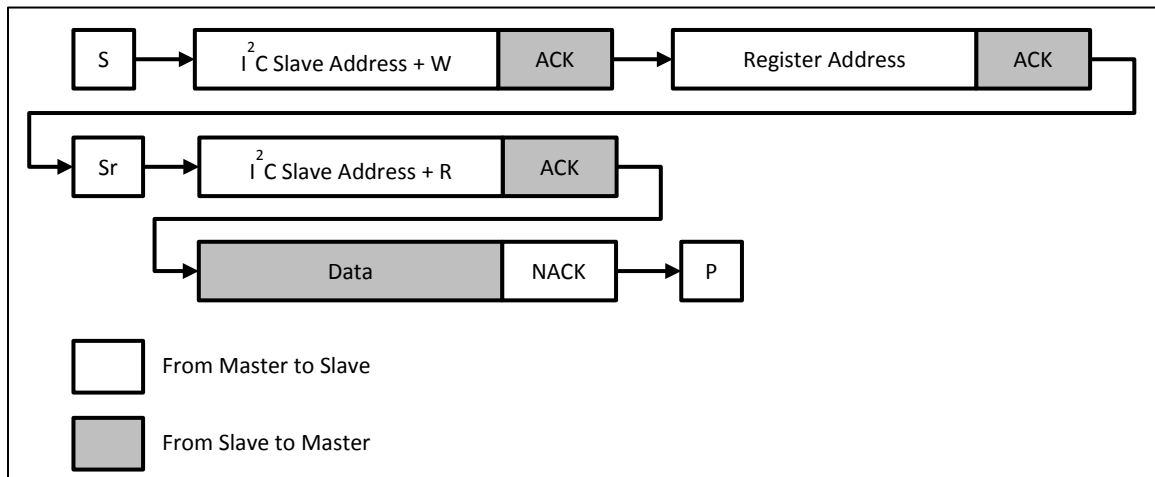 S I²C Slave Address + W ACK Register Address ACK
Sr I²C Slave Address + R ACK
Data NACK P
From Master to Slave
From Slave to Master